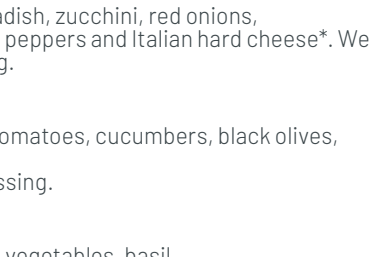 adish, zucchini, red onions,
peppers and Italian hard cheese*. We
g.
omatoes, cucumbers, black olives,
ssing.
vegetables, basil